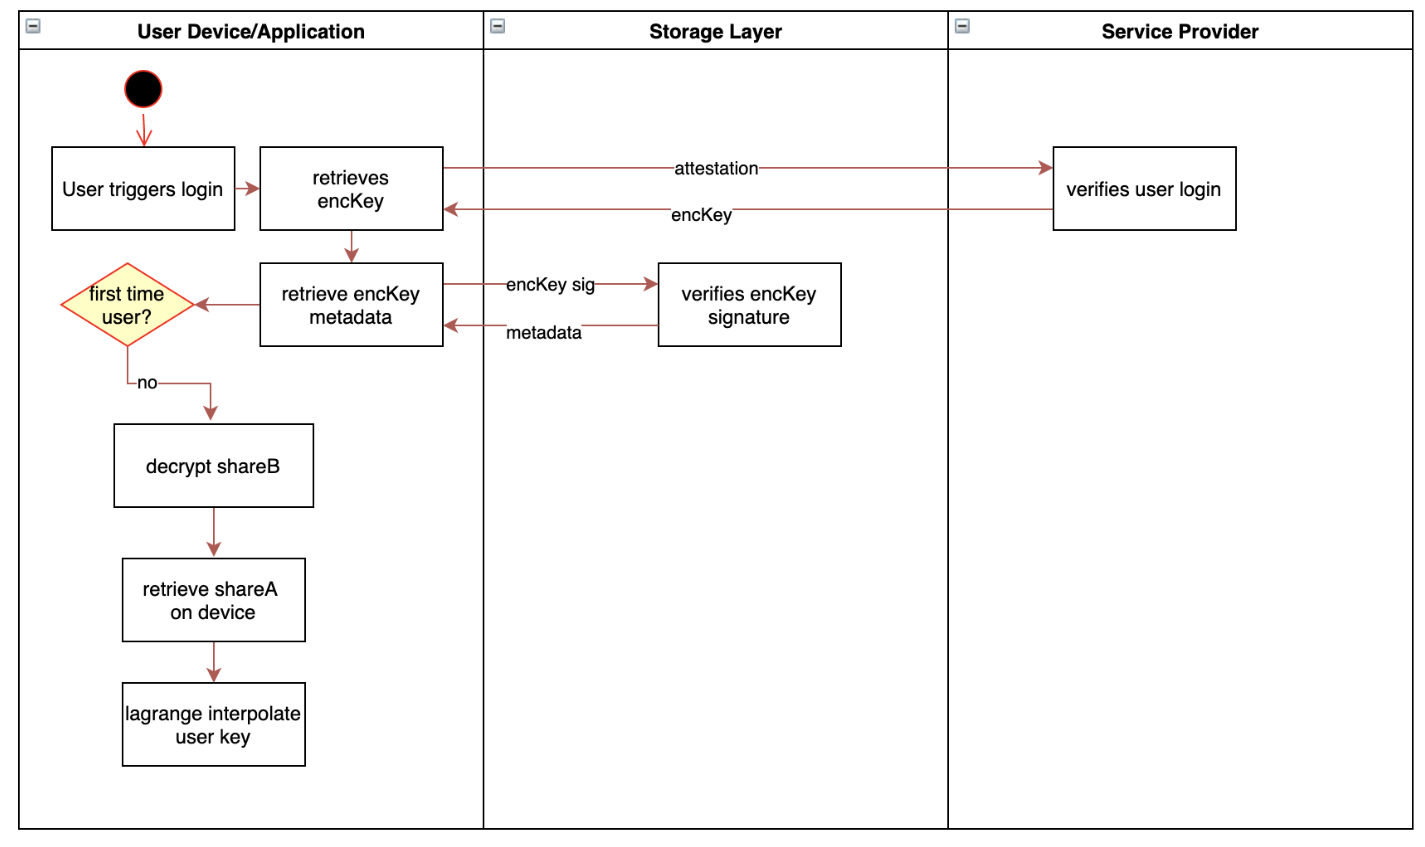 User Device/Application
Storage Layer
Service Provider
User triggers login
retrieves
encKey
attestation
encKey
verifies user login
first time
user?
retrieve encKey
metadata
encKey sig
metadata
verifies encKey
signature
no
decrypt shareB
retrieve shareA
on device
lagrange interpolate
user key